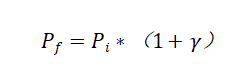 P_f = P_i * （1 + γ）